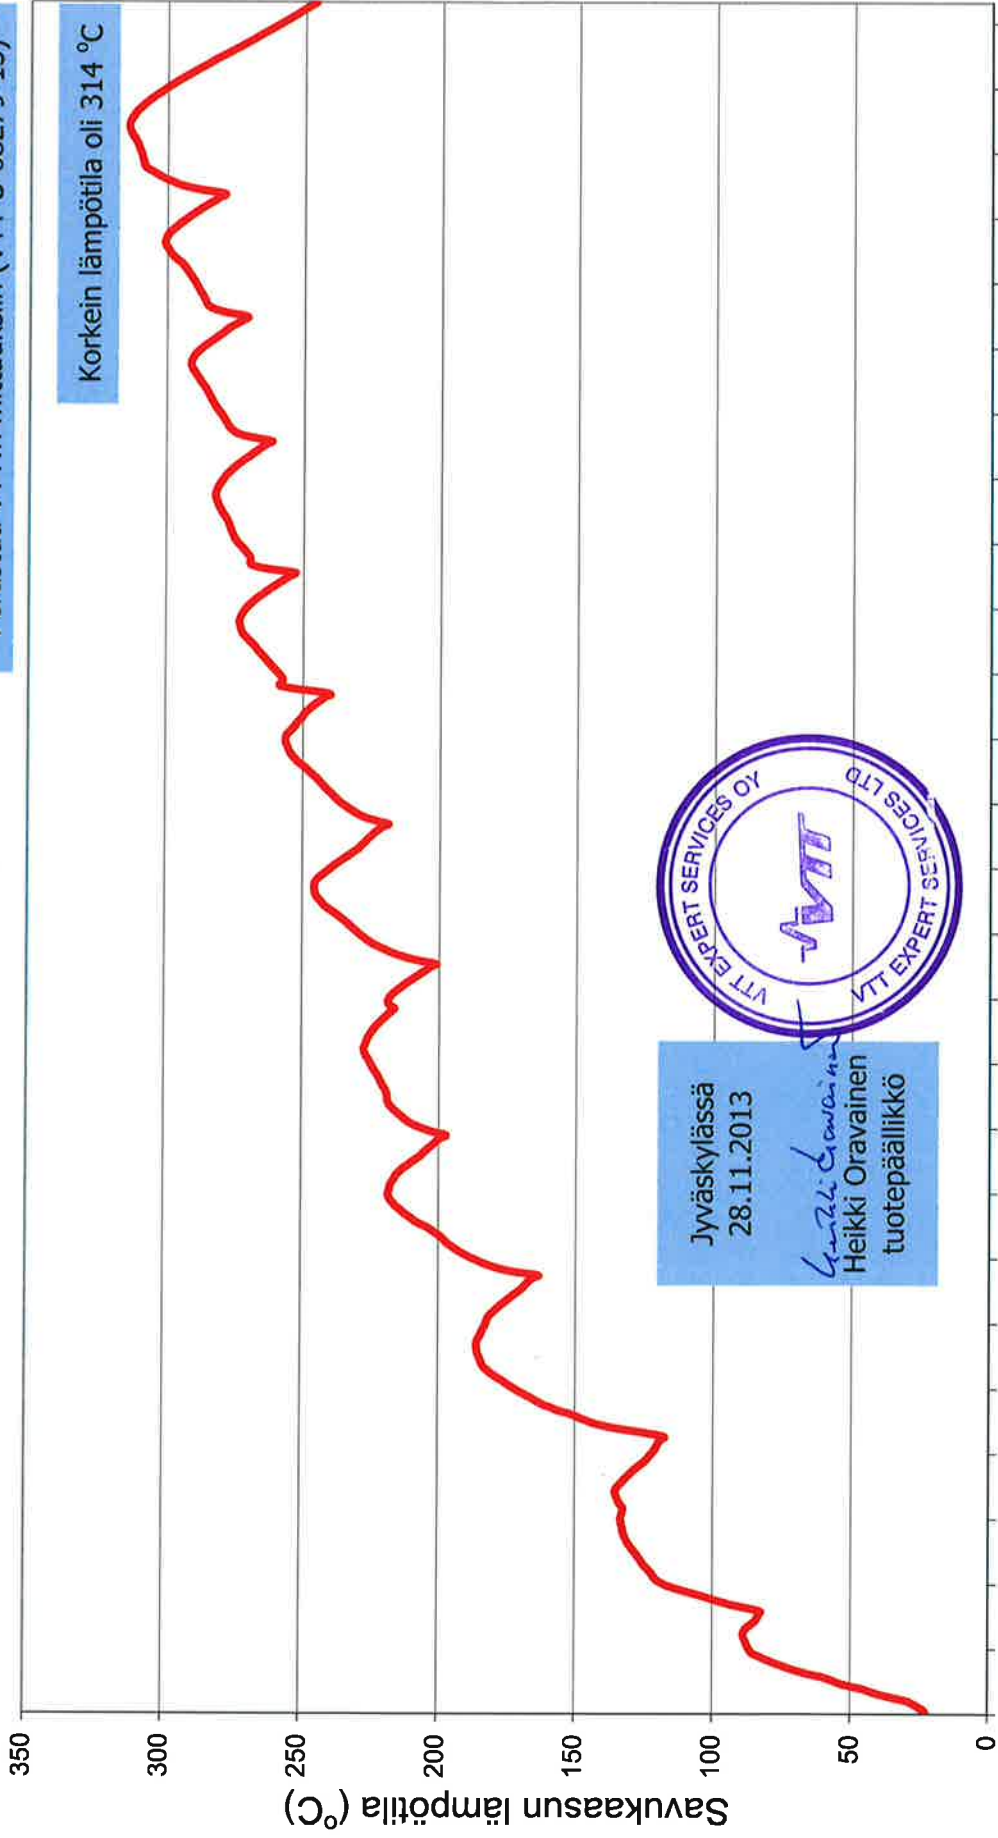 Korkein lämpötila oli 314 °C
350
300
250
200
150
100
50
0
Savukaasun lämpötila (°C)
Jyväskylässä
28.11.2013
Heikki Oravainen
tuotepäällikkö
VTT EXPERT SERVICES OY
VTT
VTT EXPERT SERVICES LTD